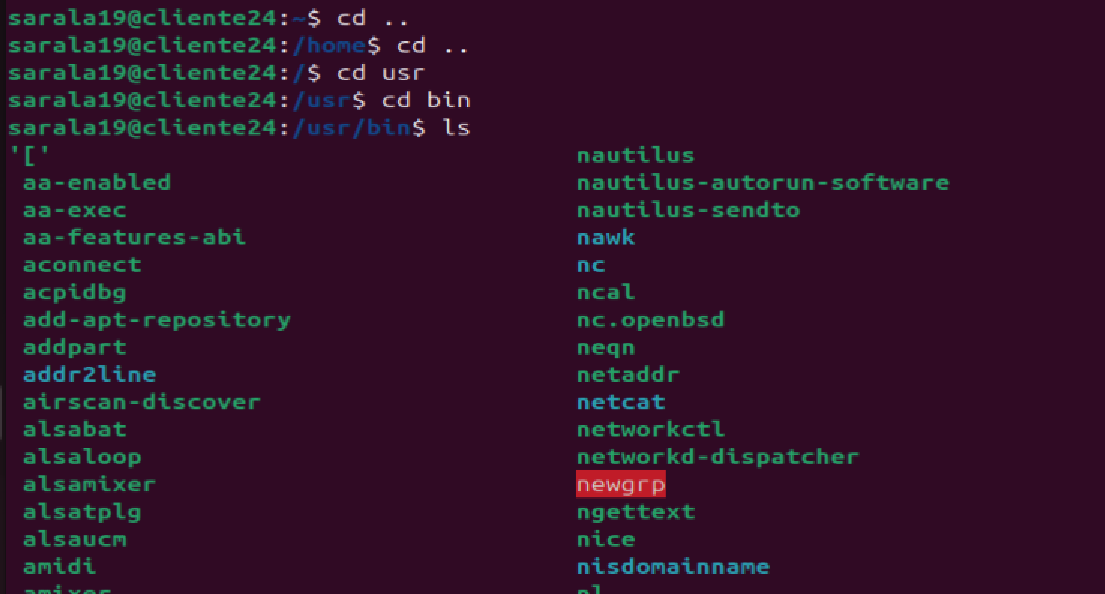 sarala19@cliente24:~$ cd ..
sarala19@cliente24:/home$ cd ..
sarala19@cliente24:/$ cd usr
sarala19@cliente24:/usr$ cd bin
sarala19@cliente24:/usr/bin$ ls
'[' nautilus
aa-enabled nautilus-autorun-software
aa-exec nautilus-sendto
aa-features-abi nawk
aconnect nc
acpidbg ncal
add-apt-repository nc.openbsd
addpart neqn
addr2line netaddr
airscan-discover netcat
alsabat networkctl
alsaloop networkd-dispatcher
alsamixer newgrp
alsatplg ngettext
alsaucm nice
amidi nisdomainname